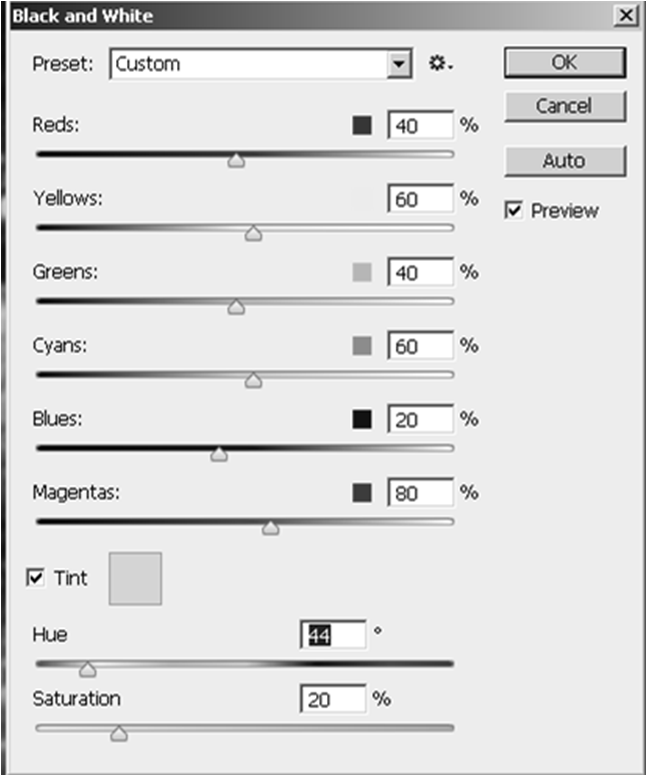 Black and White
Preset: Custom
OK
Cancel
Auto
Preview
Reds: 40 %
Yellows: 60 %
Greens: 40 %
Cyans: 60 %
Blues: 20 %
Magentas: 80 %
Tint
Hue 44 °
Saturation 20 %